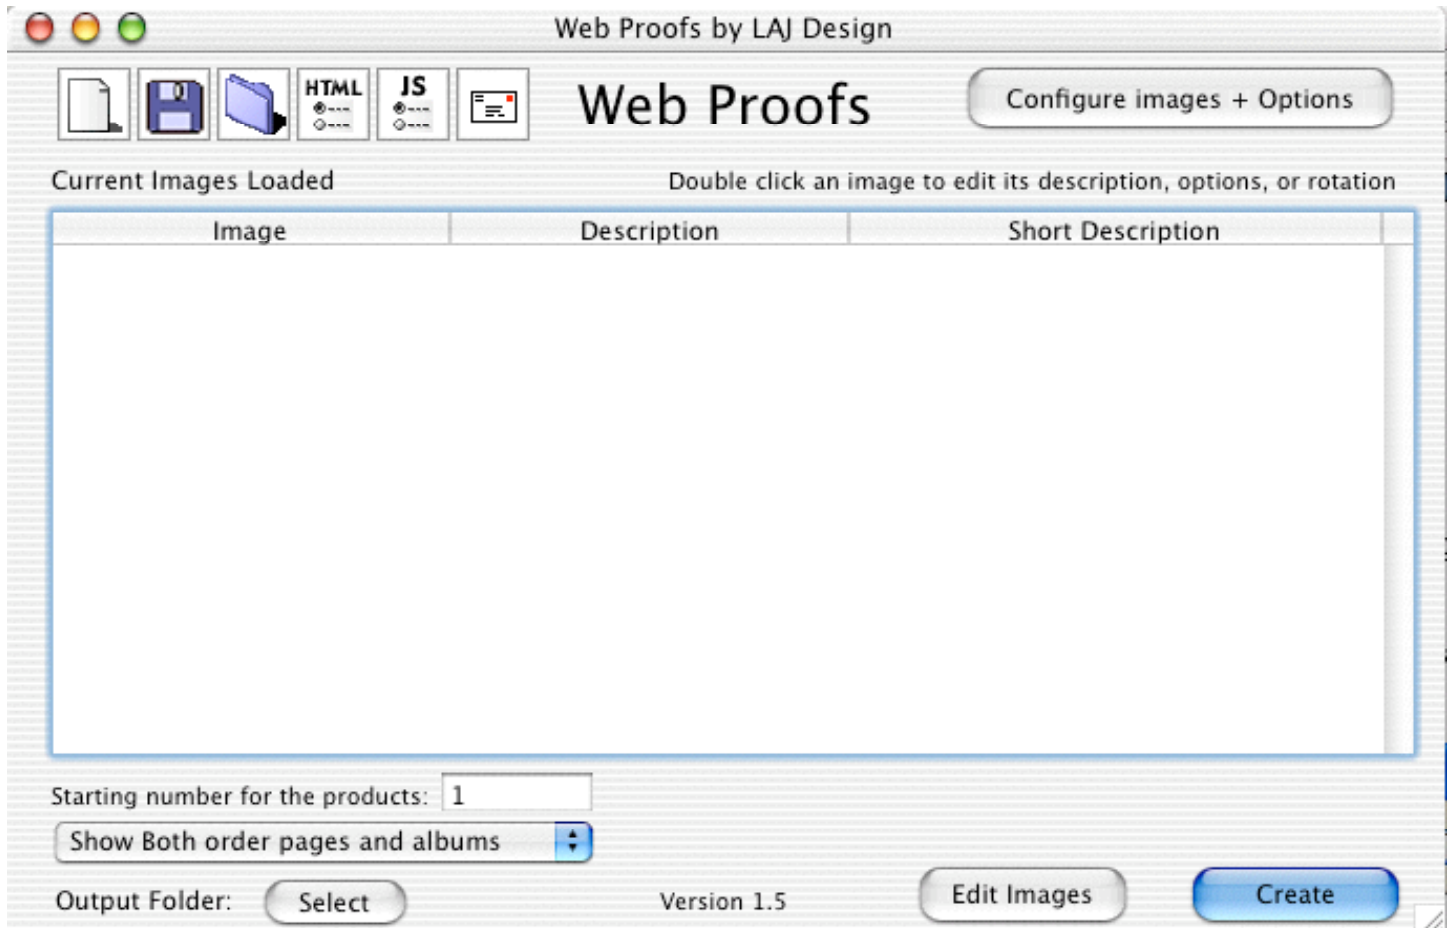 Web Proofs by LAJ Design
HTML
JS
Web Proofs
Configure images + Options
Current Images Loaded
Double click an image to edit its description, options, or rotation
Image
Description
Short Description
Starting number for the products: 1
Show Both order pages and albums
Output Folder:
Select
Version 1.5
Edit Images
Create